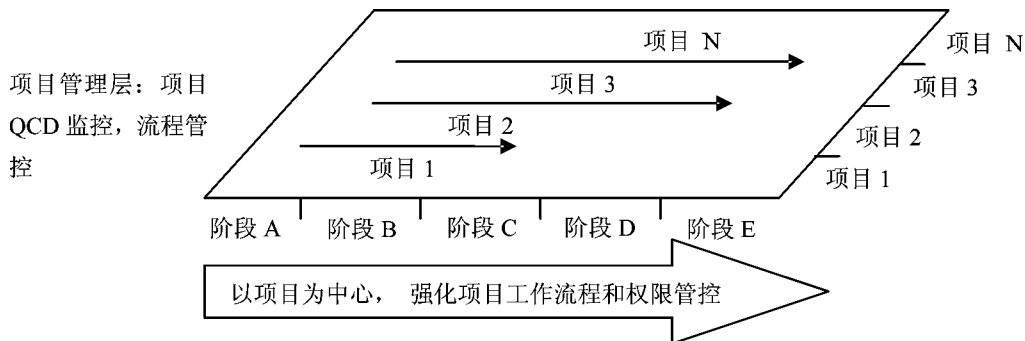 项目 N
项目 N
项目管理层：项目
项目 3
项目 3
QCD 监控，流程管
项目 2
项目 2
控
项目 1
项目 1
阶段 A
阶段 B
阶段 C
阶段 D
阶段 E
以项目为中心， 强化项目工作流程和权限管控